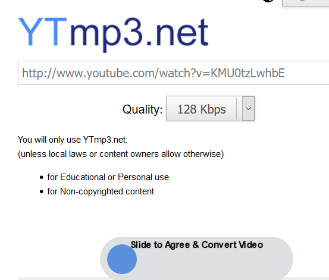 YTmp3.net
http://www.youtube.com/watch?v=KMU0tzLwhbE
Quality: 128 Kbps
You will only use YTmp3.net:
(unless local laws or content owners allow otherwise)
• for Educational or Personal use
• for Non-copyrighted content
Slide to Agree & Convert Video